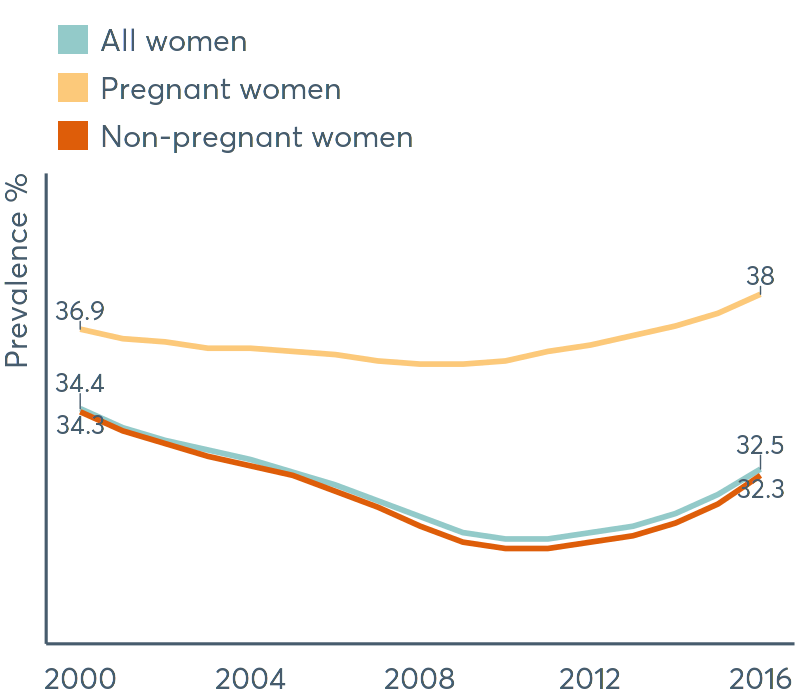 All women
Pregnant women
Non-pregnant women
Prevalence %
38
36.9
34.4
34.3
32.5
32.3
2000 2004 2008 2012 2016